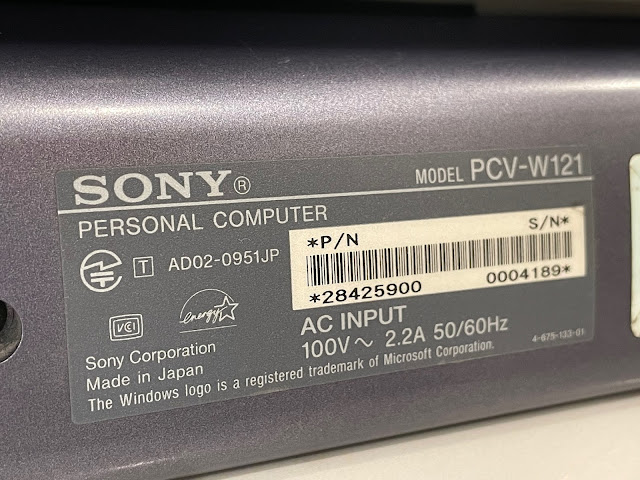 SONY®
MODEL PCV-W121
PERSONAL COMPUTER
T AD02-0951JP
*P/N S/N*
*28425900 0004189*
VCCI
energy
AC INPUT
100V～ 2.2A 50/60Hz
4-675-133-01
Sony Corporation
Made in Japan
The Windows logo is a registered trademark of Microsoft Corporation.